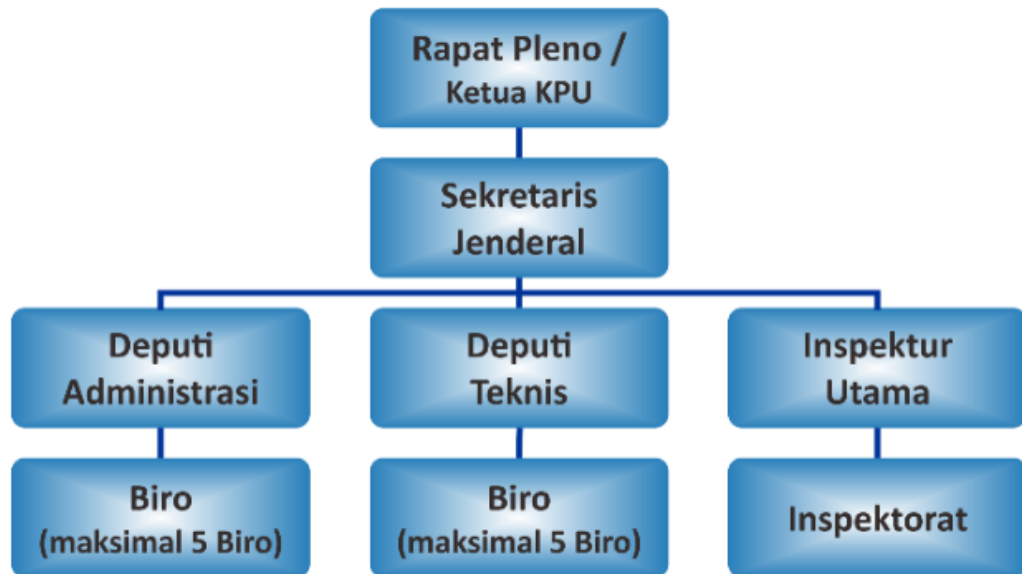 Rapat Pleno /
Ketua KPU
Sekretaris
Jenderal
Deputi
Administrasi
Deputi
Teknis
Inspektur
Utama
Biro
(maksimal 5 Biro)
Biro
(maksimal 5 Biro)
Inspektorat